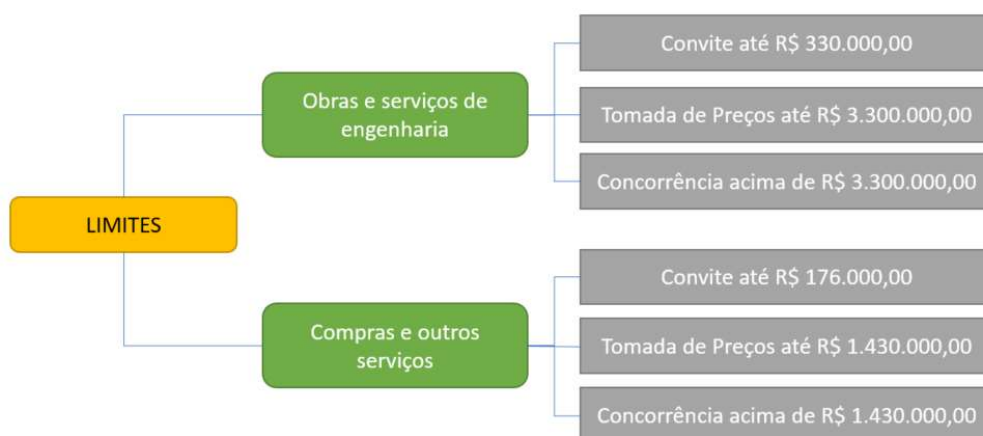 LIMITES
Obras e serviços de
engenharia
Convite até R$ 330.000,00
Tomada de Preços até R$ 3.300.000,00
Concorrência acima de R$ 3.300.000,00
Compras e outros
serviços
Convite até R$ 176.000,00
Tomada de Preços até R$ 1.430.000,00
Concorrência acima de R$ 1.430.000,00